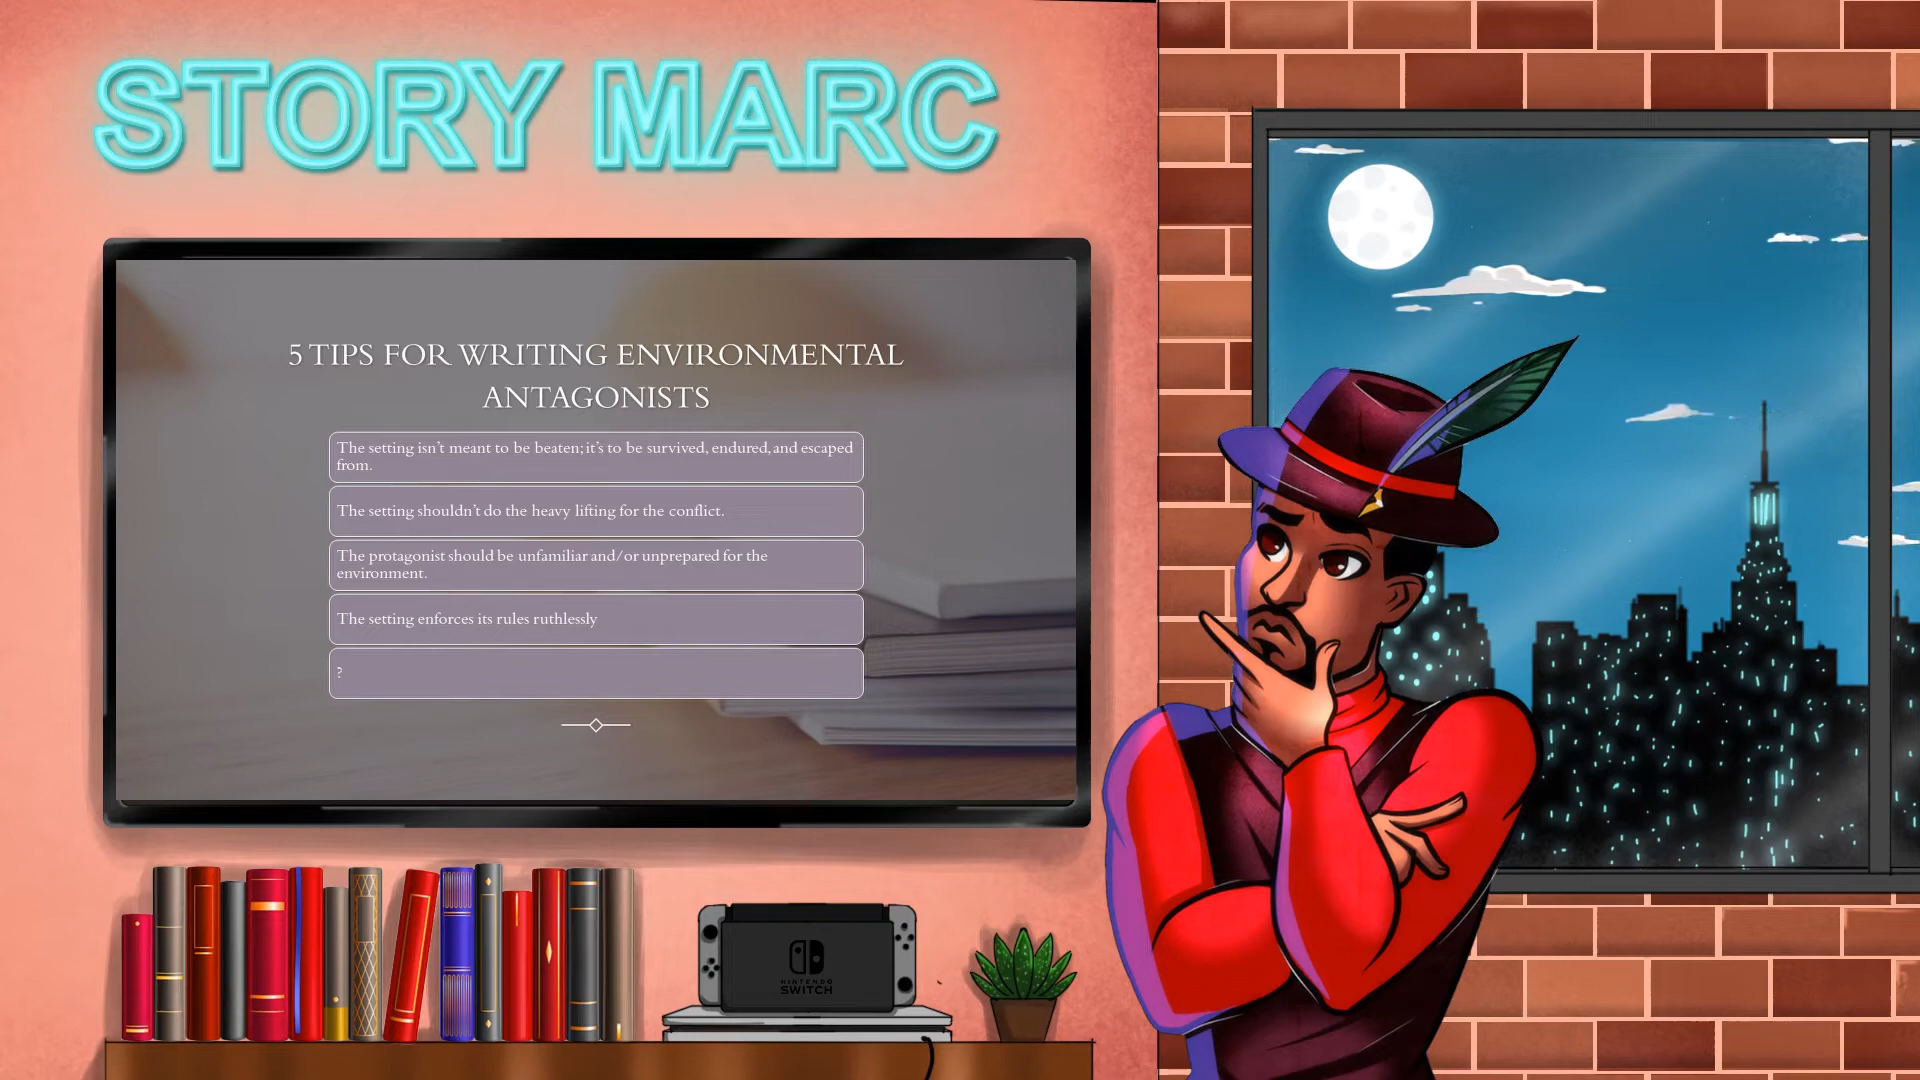 STORY MARC
5 TIPS FOR WRITING ENVIRONMENTAL
ANTAGONISTS
The setting isn't meant to be beaten; it's to be survived, endured, and escaped
from.
The setting shouldn't do the heavy lifting for the conflict.
The protagonist should be unfamiliar and/or unprepared for the
environment.
The setting enforces its rules ruthlessly
?
NINTENDO
SWITCH